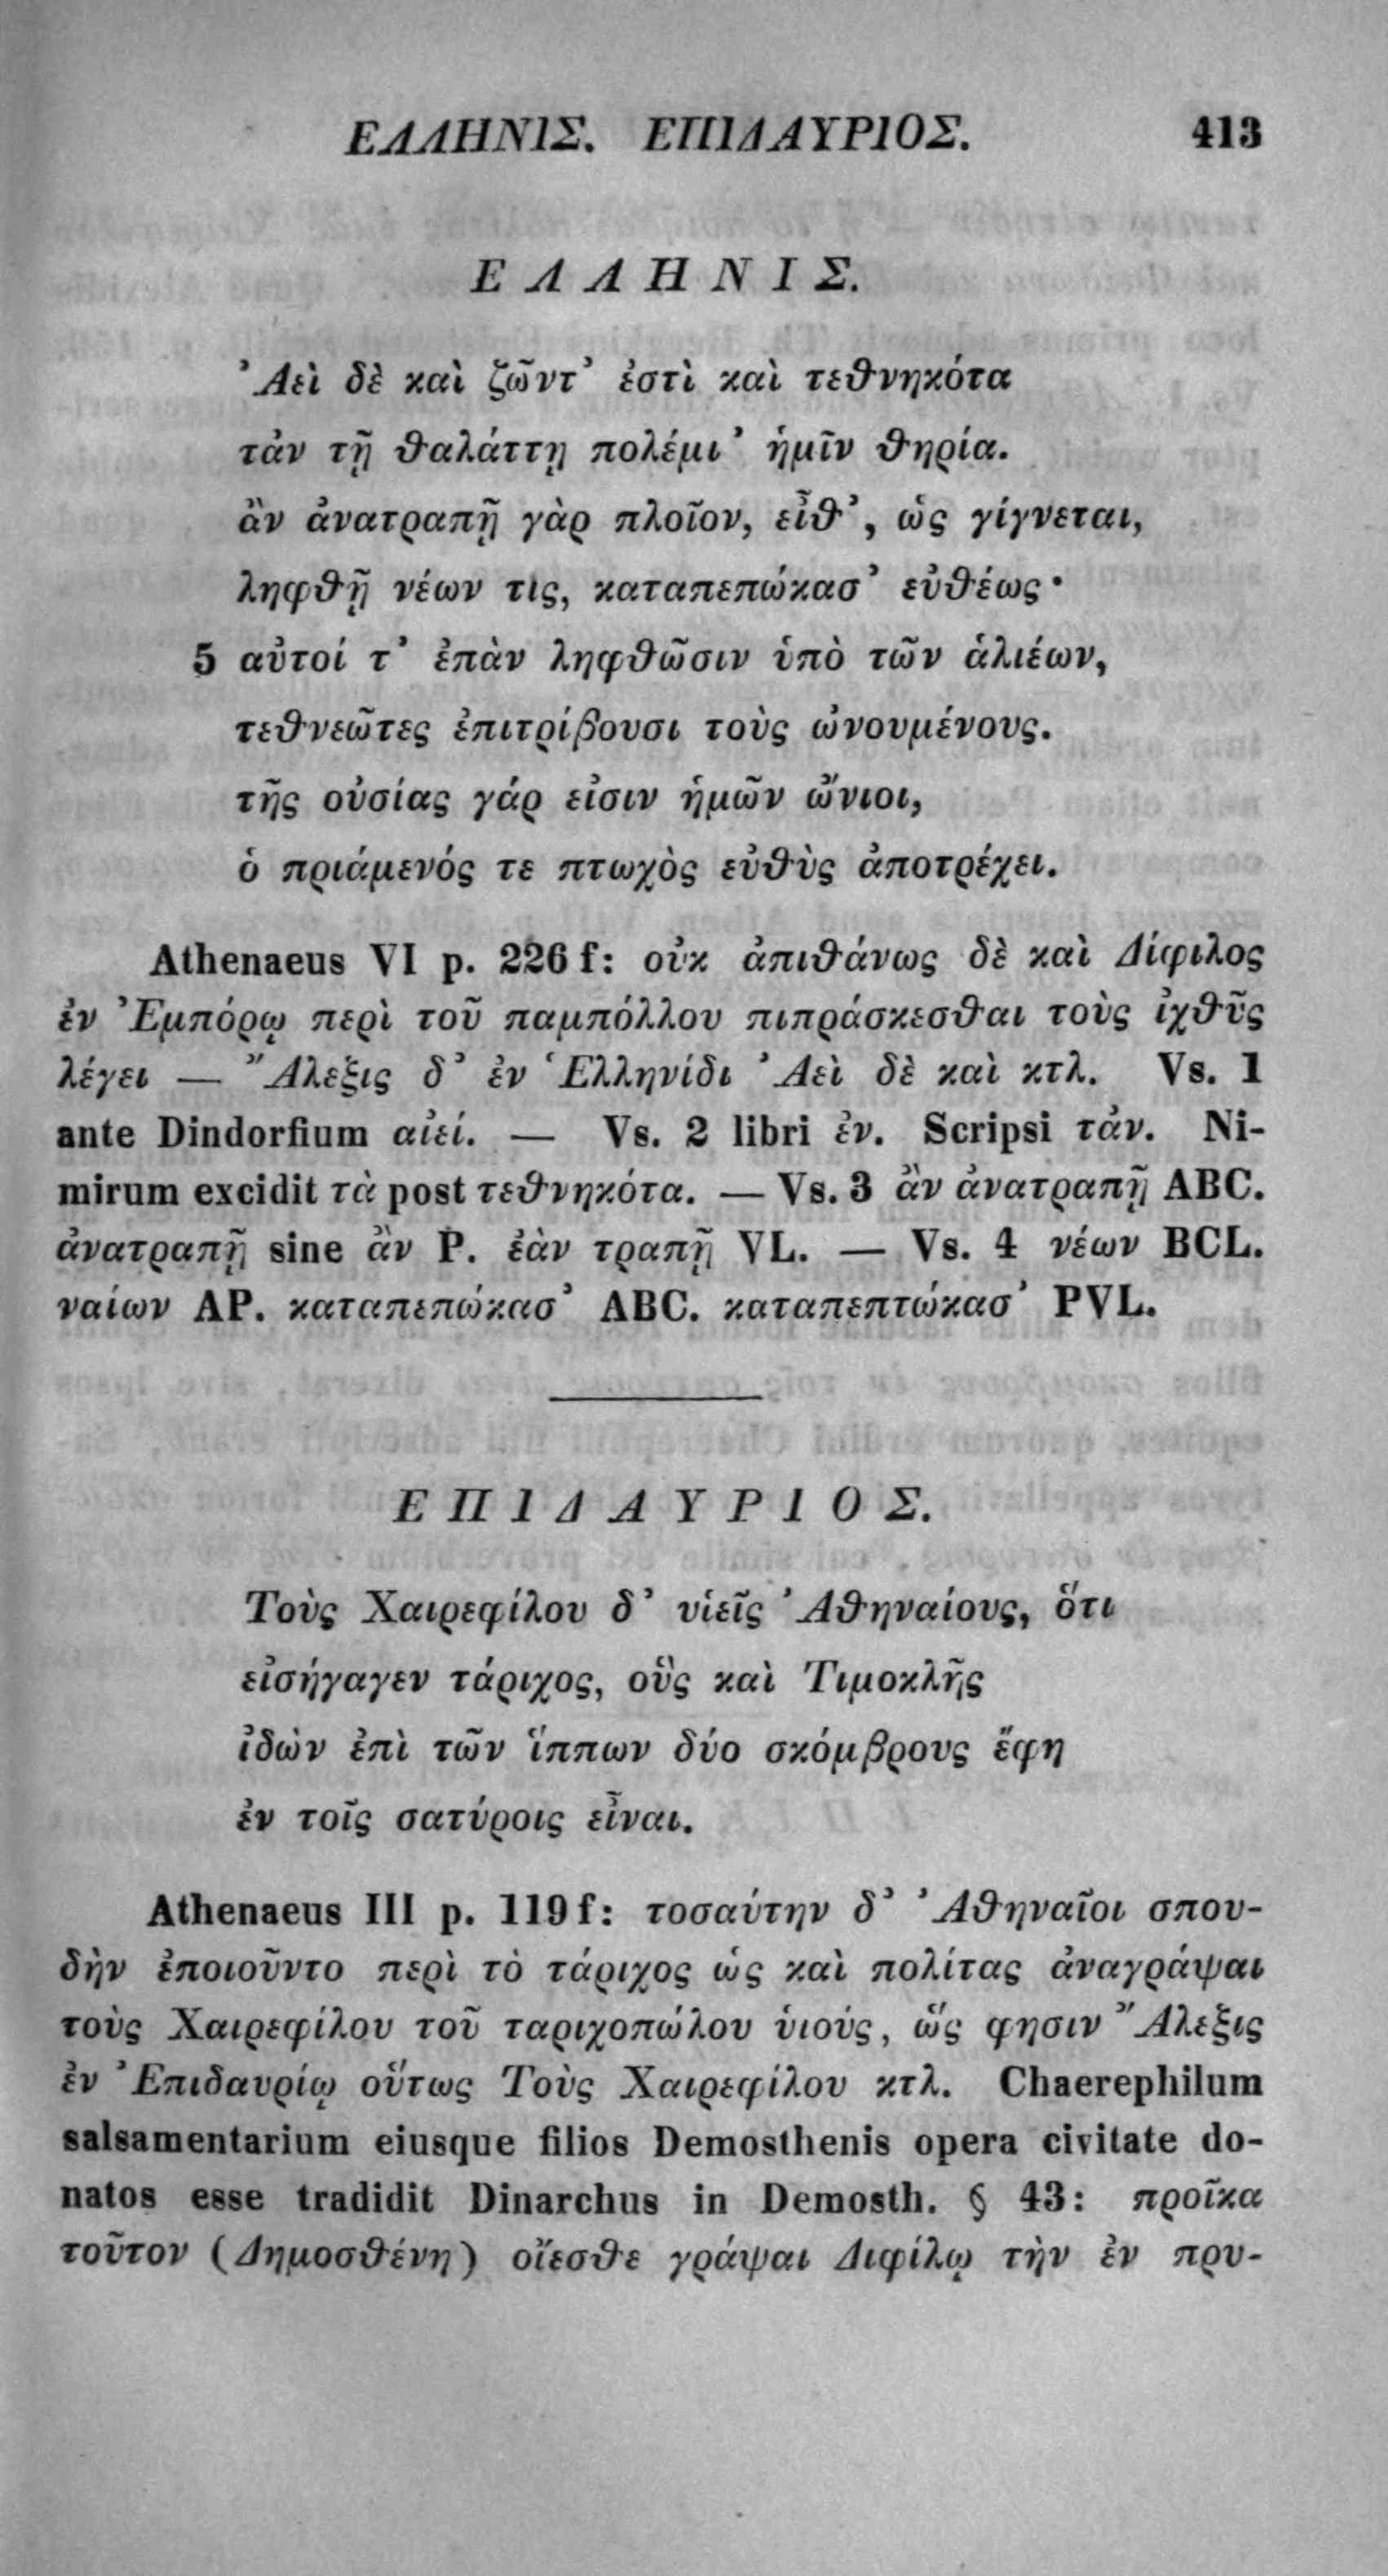 ΕΛΛΗΝΙΣ. ΕΠΙΔΑΥΡΙΟΣ. 413
ΕΛΛΗΝΙΣ.
Ἀεὶ δὲ καὶ ζῶντ᾽ ἐστὶ καὶ τεθνηκότα
τἀν τῇ θαλάττῃ πολέμι᾽ ἡμῖν θηρία.
ἂν ἀνατραπῇ γὰρ πλοῖον, εἶθ᾽, ὡς γίγνεται,
ληφθῇ νέων τις, καταπεπώκασ᾽ εὐθέως·
5 αὐτοί τ᾽ ἐπὰν ληφθῶσιν ὑπὸ τῶν ἁλιέων,
τεθνεῶτες ἐπιτρίβουσι τοὺς ὠνουμένους.
τῆς οὐσίας γάρ εἰσιν ἡμῶν ὤνιοι,
ὁ πριάμενός τε πτωχὸς εὐθὺς ἀποτρέχει.
Athenaeus VI p. 226 f: οὐκ ἀπιθάνως δὲ καὶ Δίφιλος
ἐν Ἐμπόρῳ περὶ τοῦ παμπόλλου πιπράσκεσθαι τοὺς ἰχθῦς
λέγει — Ἄλεξις δ᾽ ἐν Ἑλληνίδι Ἀεὶ δὲ καὶ κτλ. Vs. 1
ante Dindorfium αἰεί. — Vs. 2 libri ἐν. Scripsi τἀν. Ni-
mirum excidit τὰ post τεθνηκότα. — Vs. 3 ἂν ἀνατραπῇ ABC.
ἀνατραπῇ sine ἂν P. ἐὰν τραπῇ VL. — Vs. 4 νέων BCL.
ναίων AP. καταπεπώκασ᾽ ABC. καταπεπτώκασ᾽ PVL.
ΕΠΙΔΑΥΡΙΟΣ.
Τοὺς Χαιρεφίλου δ᾽ υἱεῖς Ἀθηναίους, ὅτι
εἰσήγαγεν τάριχος, οὓς καὶ Τιμοκλῆς
ἰδὼν ἐπὶ τῶν ἵππων δύο σκόμβρους ἔφη
ἐν τοῖς σατύροις εἶναι.
Athenaeus III p. 119 f: τοσαύτην δ᾽ Ἀθηναῖοι σπου-
δὴν ἐποιοῦντο περὶ τὸ τάριχος ὡς καὶ πολίτας ἀναγράψαι
τοὺς Χαιρεφίλου τοῦ ταριχοπώλου υἱούς, ὥς φησιν Ἄλεξις
ἐν Ἐπιδαυρίῳ οὕτως Τοὺς Χαιρεφίλου κτλ. Chaerephilum
salsamentarium eiusque filios Demosthenis opera civitate do-
natos esse tradidit Dinarchus in Demosth. § 43: προῖκα
τοῦτον (Δημοσθένη) οἴεσθε γράψαι Διφίλῳ τὴν ἐν πρυ-